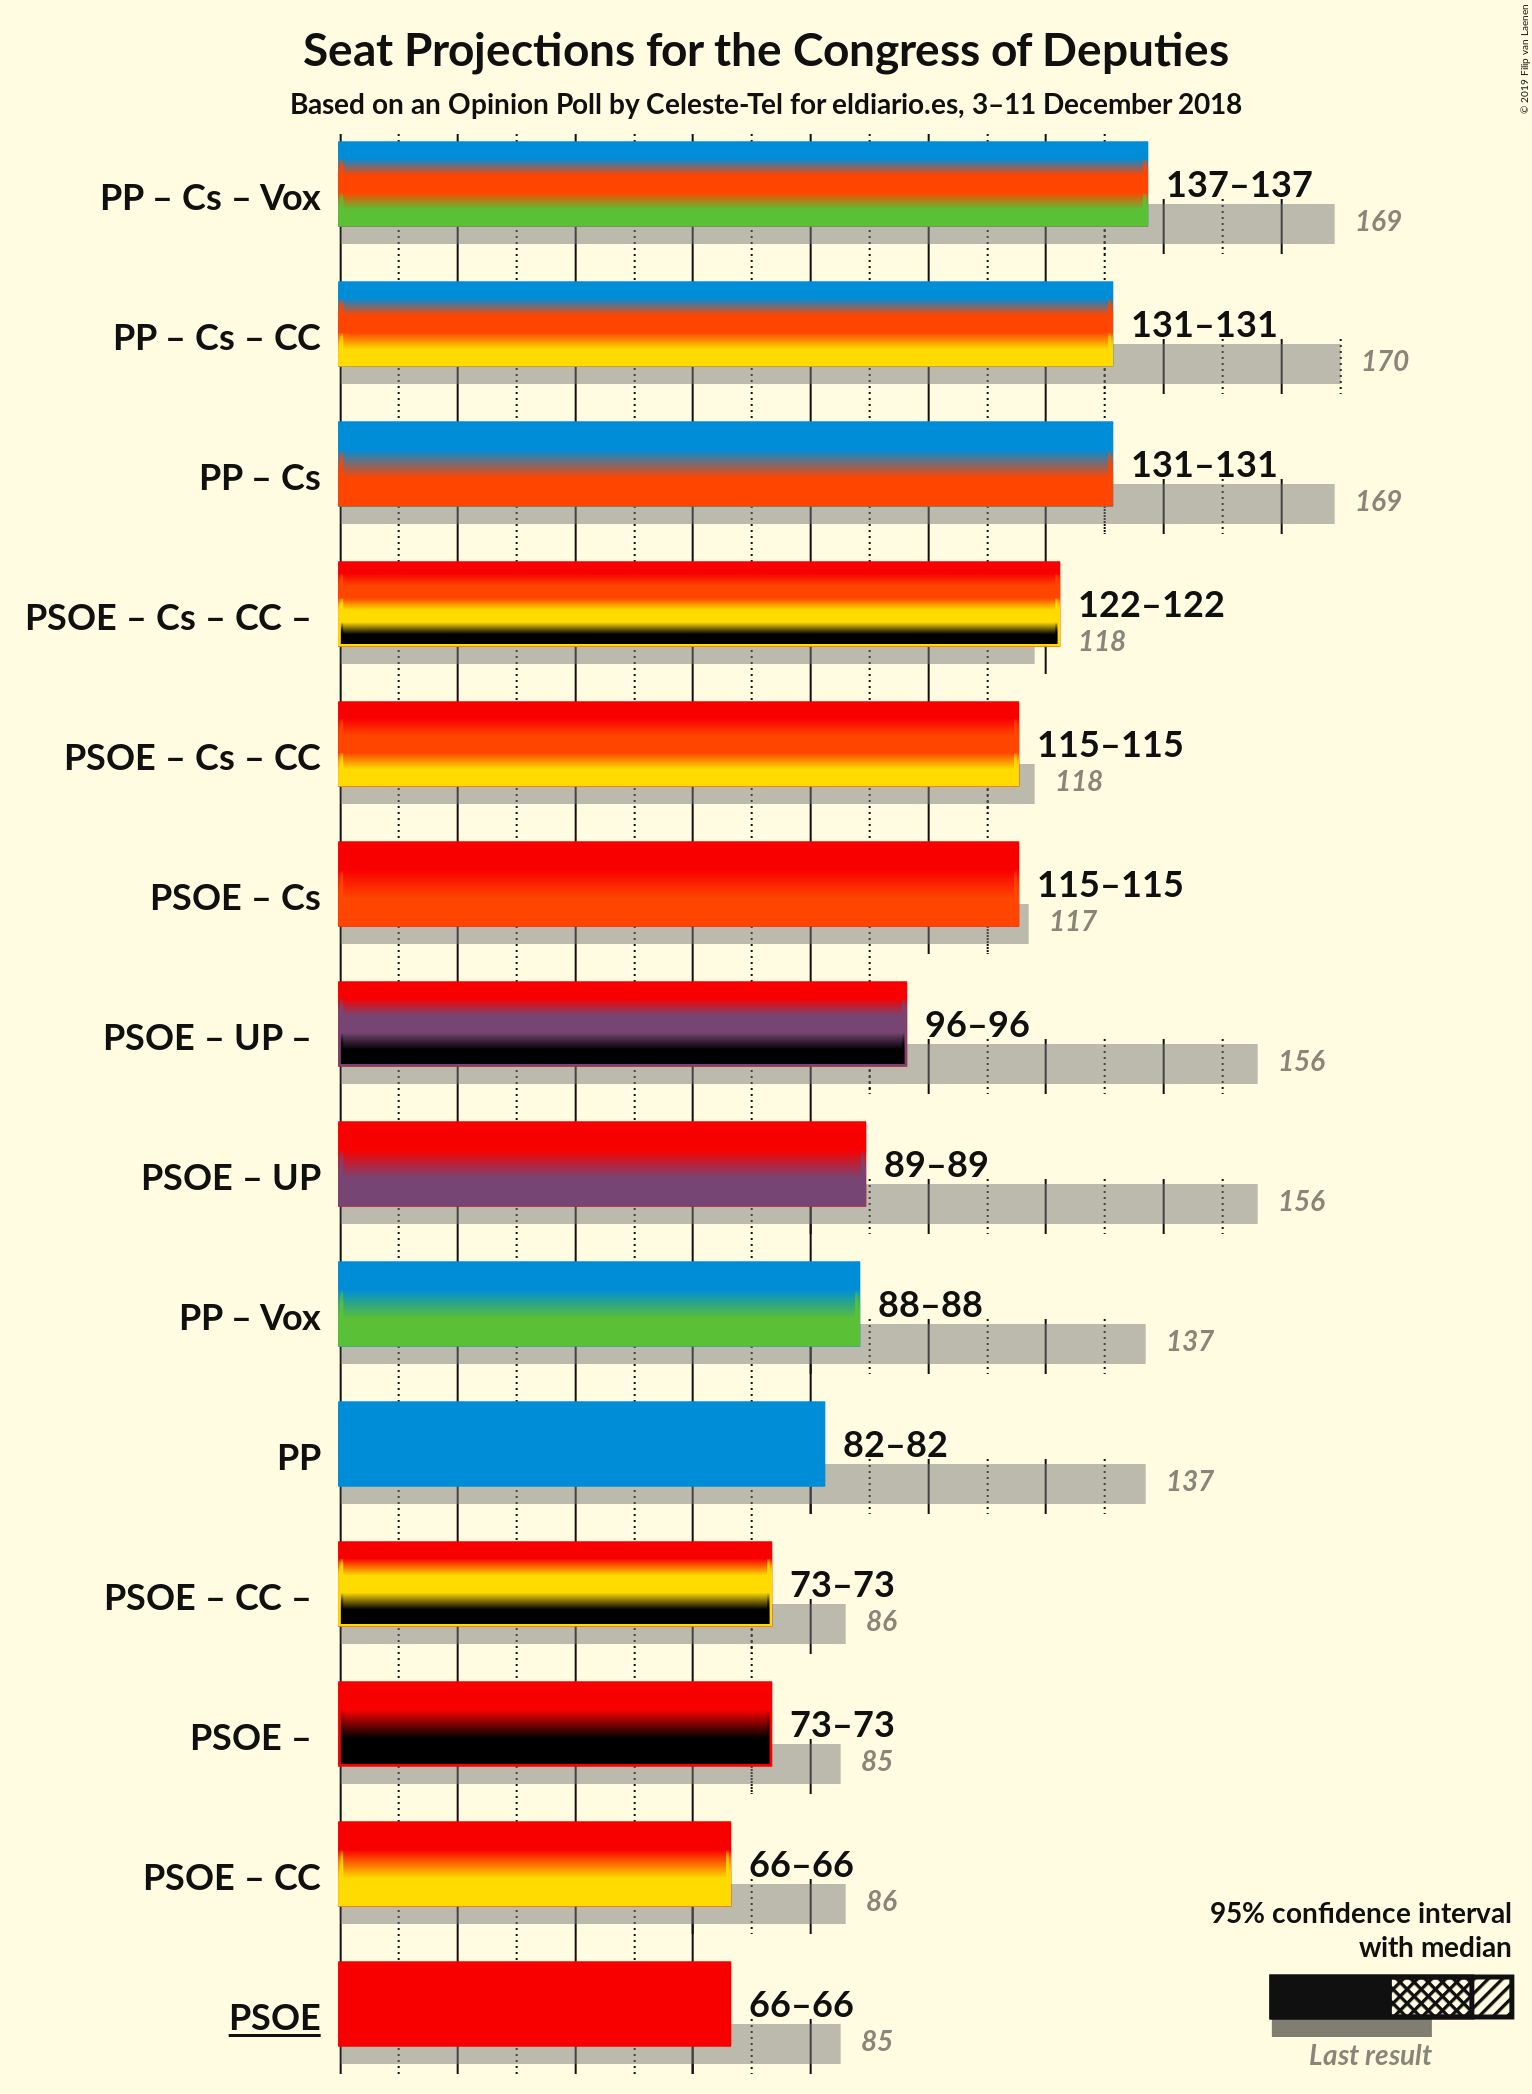 Seat Projections for the Congress of Deputies
Based on an Opinion Poll by Celeste-Tel for eldiario.es, 3–11 December 2018
© 2019 Filip van Laenen
PP – Cs – Vox
137–137
169
PP – Cs – CC
131–131
170
PP – Cs
131–131
169
PSOE – Cs – CC –
122–122
118
PSOE – Cs – CC
115–115
118
PSOE – Cs
115–115
117
PSOE – UP –
96–96
156
PSOE – UP
89–89
156
PP – Vox
88–88
137
PP
82–82
137
PSOE – CC –
73–73
86
PSOE –
73–73
85
PSOE – CC
66–66
86
PSOE
66–66
85
95% confidence interval
with median
Last result